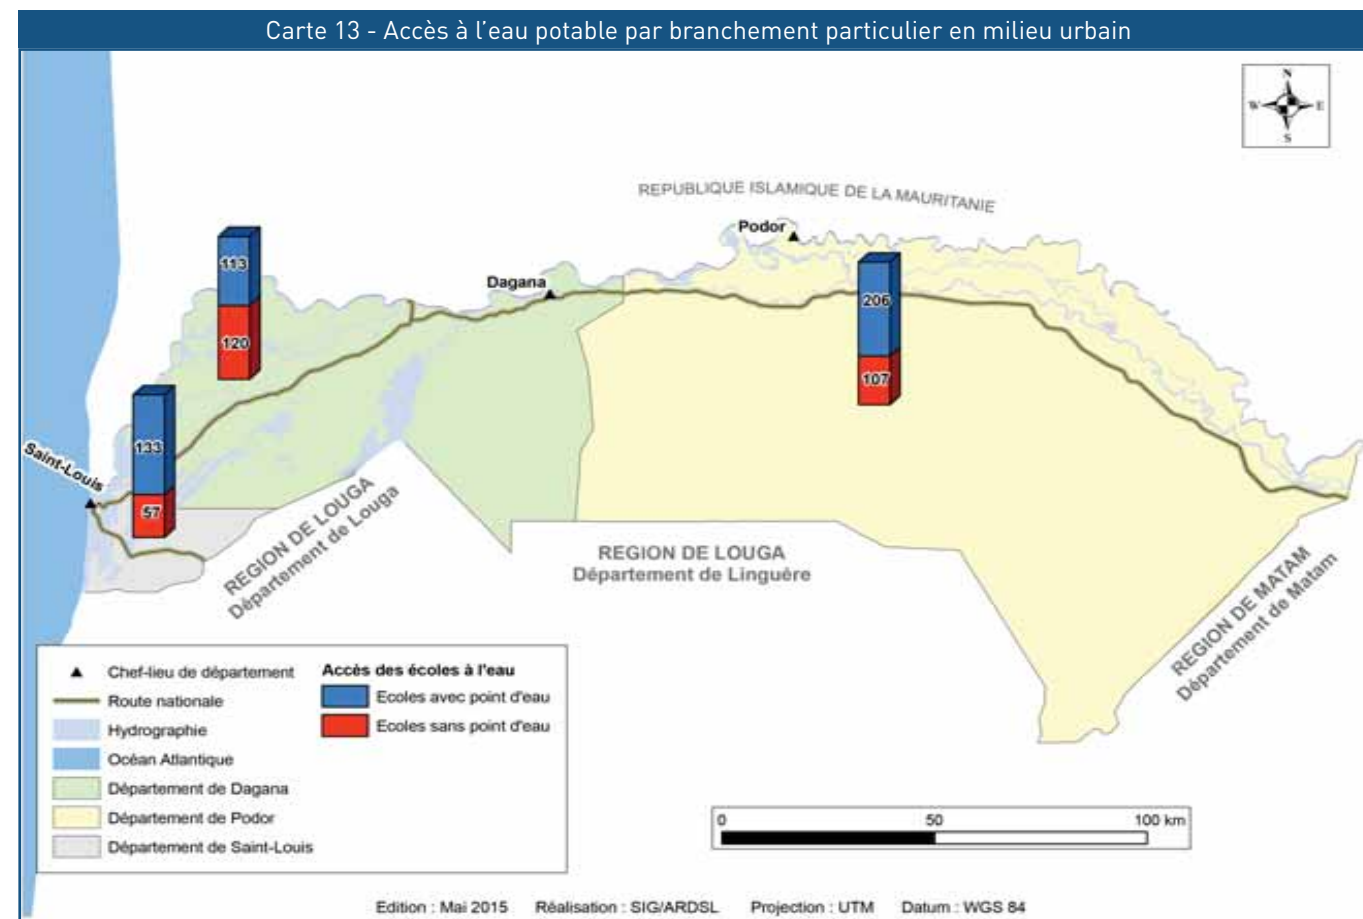 Carte 13 - Accès à l'eau potable par branchement particulier en milieu urbain
N
W E
S
REPUBLIQUE ISLAMIQUE DE LA MAURITANIE
Podor
Dagana
113
120
206
107
133
57
Saint-Louis
REGION DE LOUGA
Département de Louga
REGION DE LOUGA
Département de Linguère
REGION DE MATAM
Département de Matam
Chef-lieu de département
Route nationale
Hydrographie
Océan Atlantique
Département de Dagana
Département de Podor
Département de Saint-Louis
Accès des écoles à l'eau
Ecoles avec point d'eau
Ecoles sans point d'eau
0 50 100 km
Edition : Mai 2015 Réalisation : SIG/ARDSL Projection : UTM Datum : WGS 84